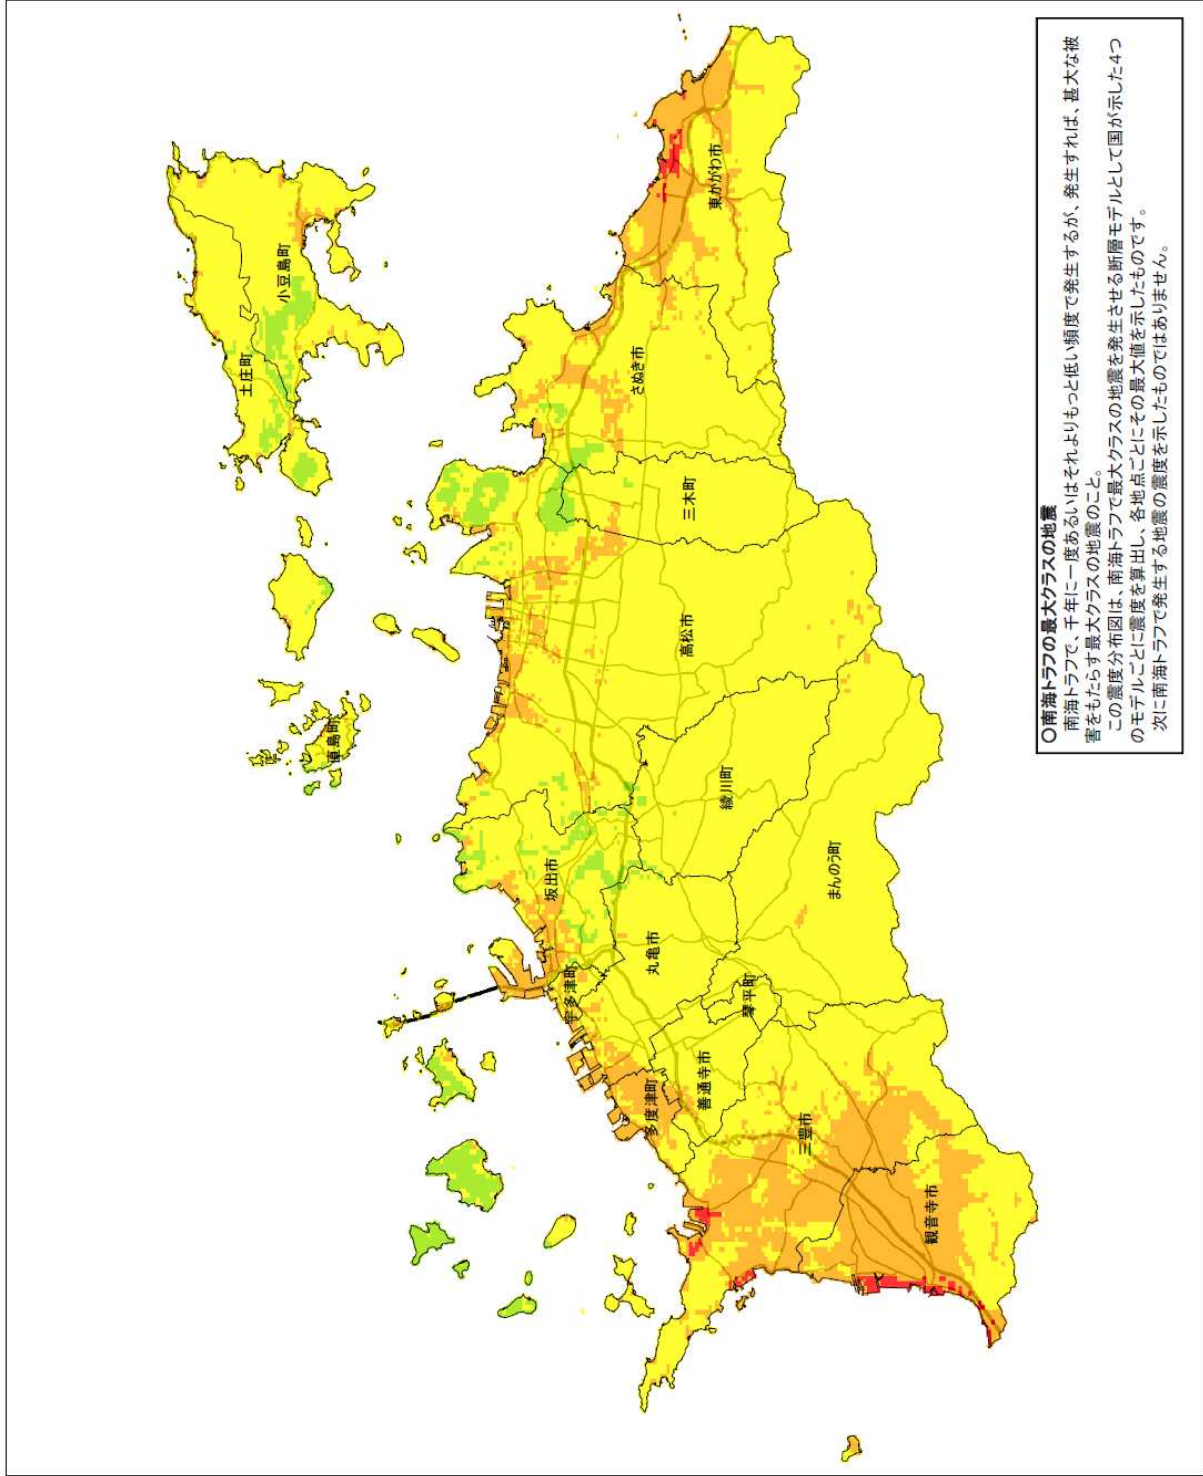 土庄町
小豆島町
直島町
東かがわ市
さぬき市
三木町
高松市
綾川町
坂出市
宇多津町
丸亀市
まんのう町
琴平町
善通寺市
多度津町
三豊市
観音寺市
〇南海トラフの最大クラスの地震
南海トラフで、千年に一度あるいはそれよりもっと低い頻度で発生するが、発生すれば、甚大な被
害をもたらす最大クラスの地震のこと。
この震度分布図は、南海トラフで最大クラスの地震を発生させる断層モデルとして国が示した4つ
のモデルごとに震度を算出し、各地点ごとにその最大値を示したものです。
次に南海トラフで発生する地震の震度を示したものではありません。